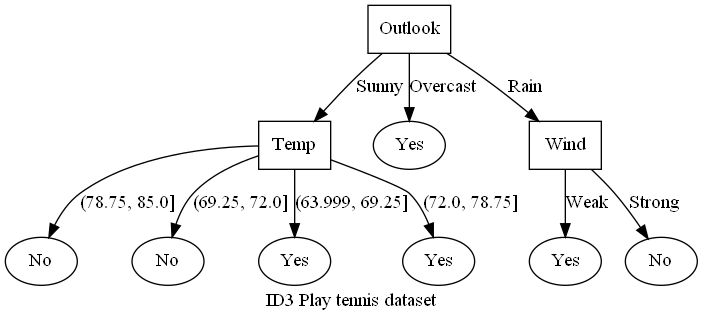 Outlook
Sunny
Overcast
Rain
Temp
Yes
Wind
(78.75, 85.0]
(69.25, 72.0]
(63.999, 69.25]
(72.0, 78.75]
Weak
Strong
No
No
Yes
Yes
Yes
No
ID3 Play tennis dataset